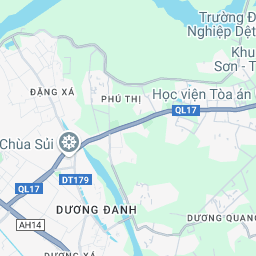 Trường Đ
Nghiệp Dệt
Khu
Sơn - T
ĐẶNG XÁ
PHÚ THỊ
Học viện Tòa án
QL17
Chùa Sủi
QL17
ĐT179
DƯƠNG ĐANH
DƯƠNG QUANG
AH14
DƯƠNG XÁ